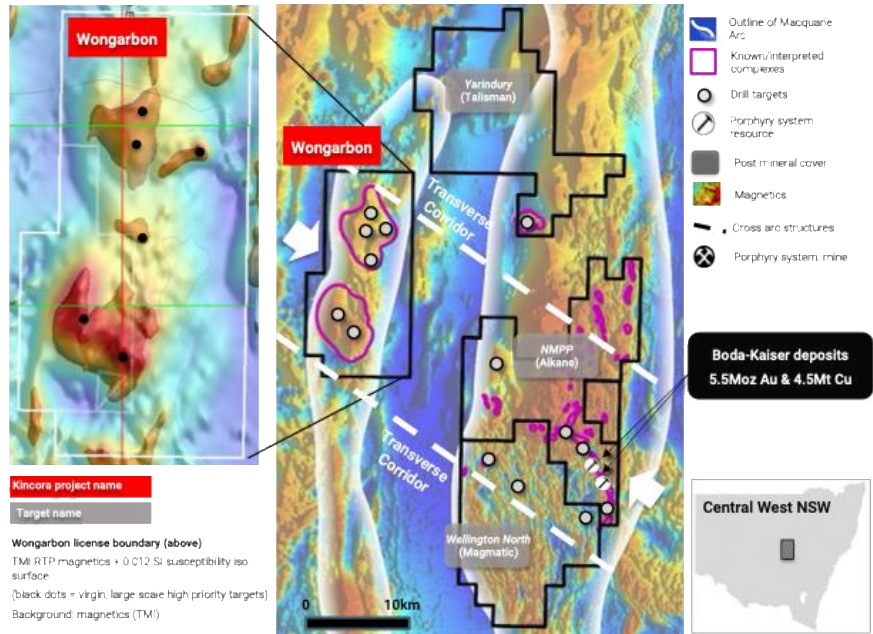 Wongarbon
Yarindury
(Talisman)
Wongarbon
Transverse
Corridor
NMPP
(Alkane)
Transverse
Corridor
Wellington North
(Magmatic)
0 10km
Outline of Macquarie
Arc
Known/interpreted
complexes
Drill targets
Porphyry system
resource
Post mineral cover
Magnetics
Cross arc structures
Porphyry system, mine
Boda-Kaiser deposits
5.5Moz Au & 4.5Mt Cu
Central West NSW
Kincora project name
Target name
Wongarbon license boundary (above)
TMI RTP magnetics + 0.012 SI susceptibility iso
surface
(black dots = virgin, large scale high priority targets)
Background: magnetics (TMI)